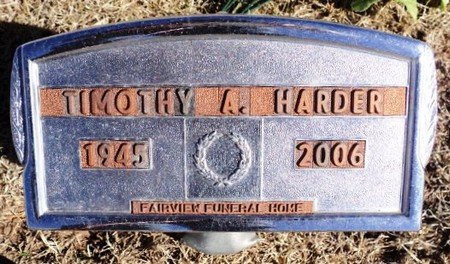 TIMOTHY A. HARDER
1945 2006
FAIRVIEW FUNERAL HOME